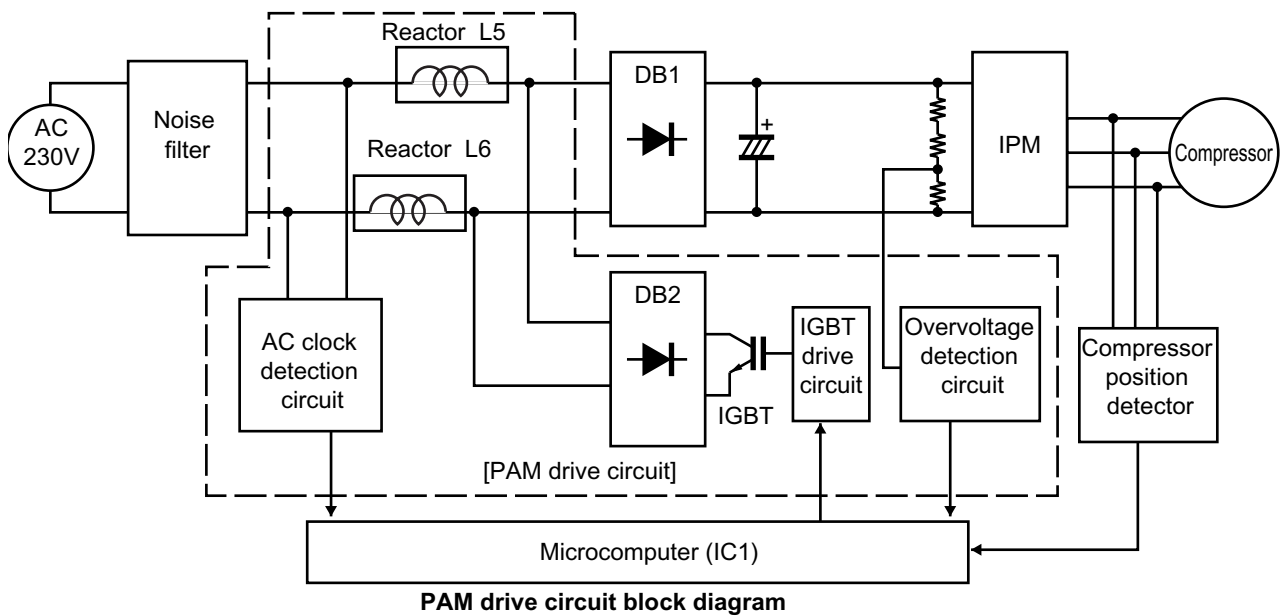 Reactor L5
DB1
AC
230V
Noise
filter
Reactor L6
+
IPM
Compressor
DB2
AC clock
detection
circuit
IGBT
IGBT
drive
circuit
Overvoltage
detection
circuit
Compressor
position
detector
[PAM drive circuit]
Microcomputer (IC1)
PAM drive circuit block diagram